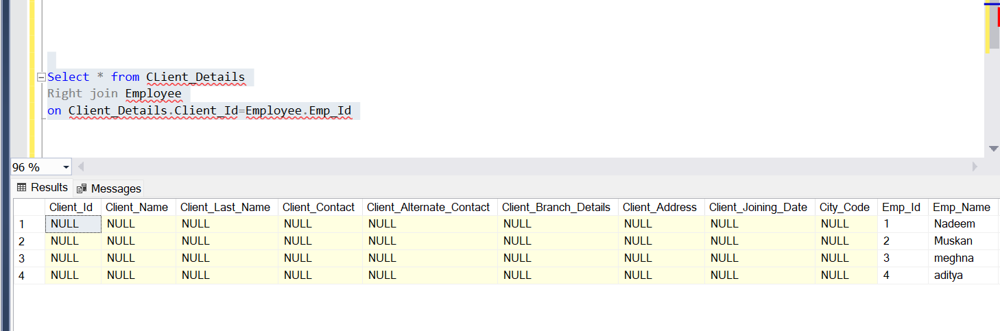 Select * from CLient_Details
Right join Employee
on Client_Details.Client_Id=Employee.Emp_Id
96 %
Results Messages
Client_Id Client_Name Client_Last_Name Client_Contact Client_Alternate_Contact Client_Branch_Details Client_Address Client_Joining_Date City_Code Emp_Id Emp_Name
1 NULL NULL NULL NULL NULL NULL NULL NULL NULL 1 Nadeem
2 NULL NULL NULL NULL NULL NULL NULL NULL NULL 2 Muskan
3 NULL NULL NULL NULL NULL NULL NULL NULL NULL 3 meghna
4 NULL NULL NULL NULL NULL NULL NULL NULL NULL 4 aditya